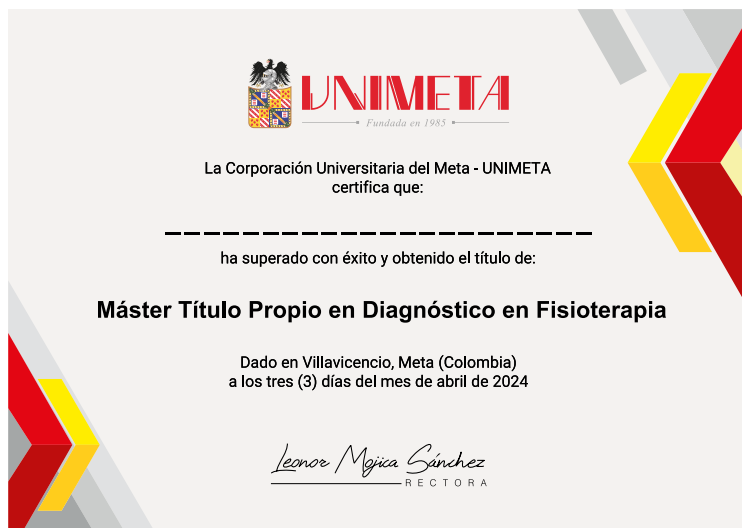 UNIMETA
Fundada en 1985
La Corporación Universitaria del Meta - UNIMETA
certifica que:
ha superado con éxito y obtenido el título de:
Máster Título Propio en Diagnóstico en Fisioterapia
Dado en Villavicencio, Meta (Colombia)
a los tres (3) días del mes de abril de 2024
Leonor Mojica Sánchez
RECTORA